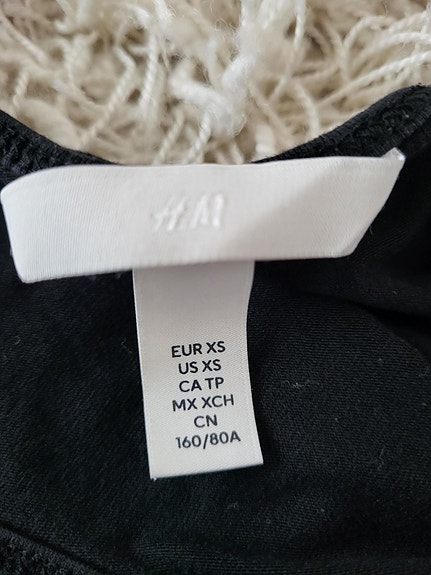 H&M
EUR XS
US XS
CA TP
MX XCH
CN
160/80A